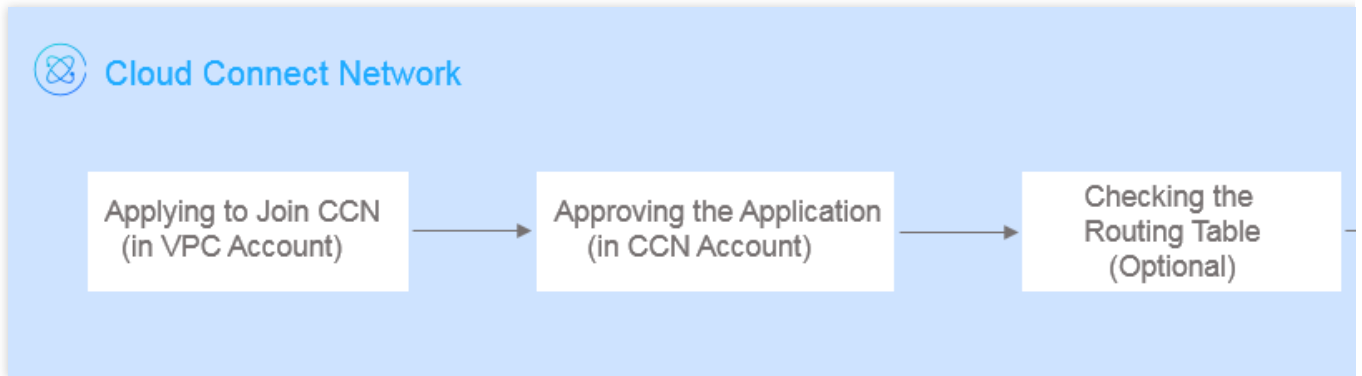 Cloud Connect Network
Applying to Join CCN
(in VPC Account)
Approving the Application
(in CCN Account)
Checking the
Routing Table
(Optional)